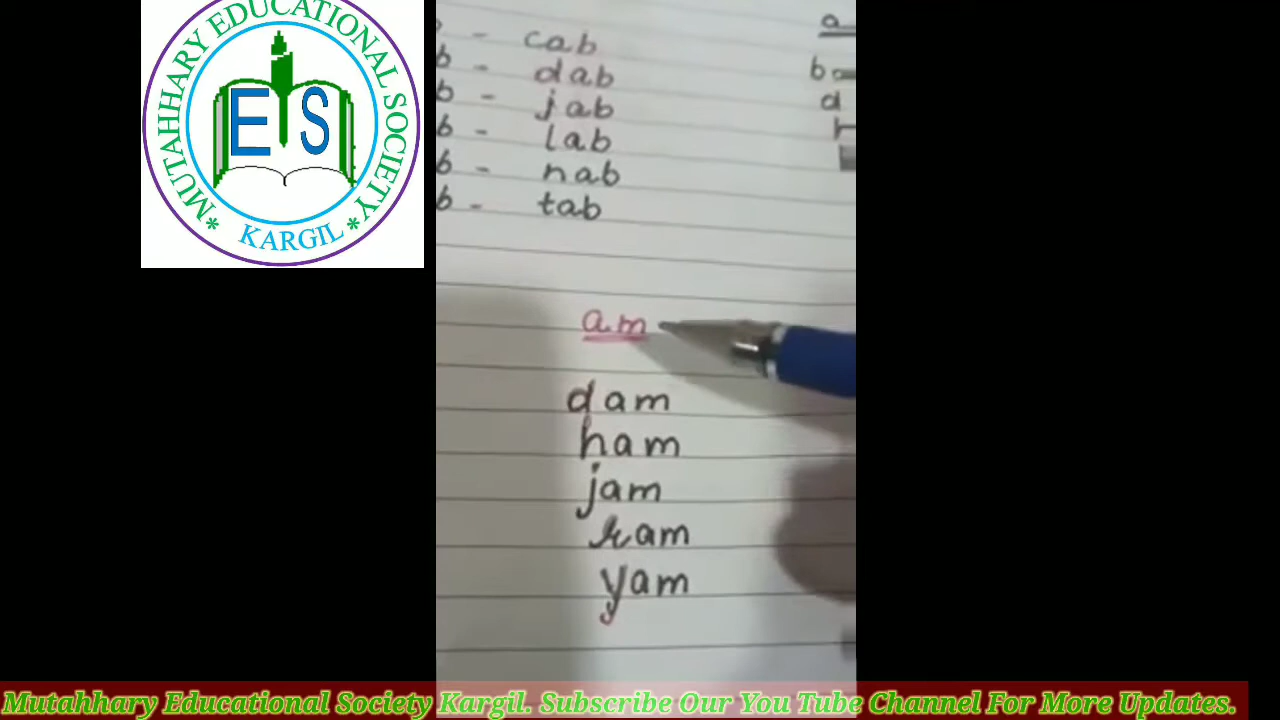 MUTAHHARY EDUCATIONAL SOCIETY
E S
* KARGIL *
- cab
b - dab
b - jab
b - lab
b - nab
b - tab
a
b
d
h
am
dam
ham
jam
ram
yam
Mutahhary Educational Society Kargil. Subscribe Our You Tube Channel For More Updates.